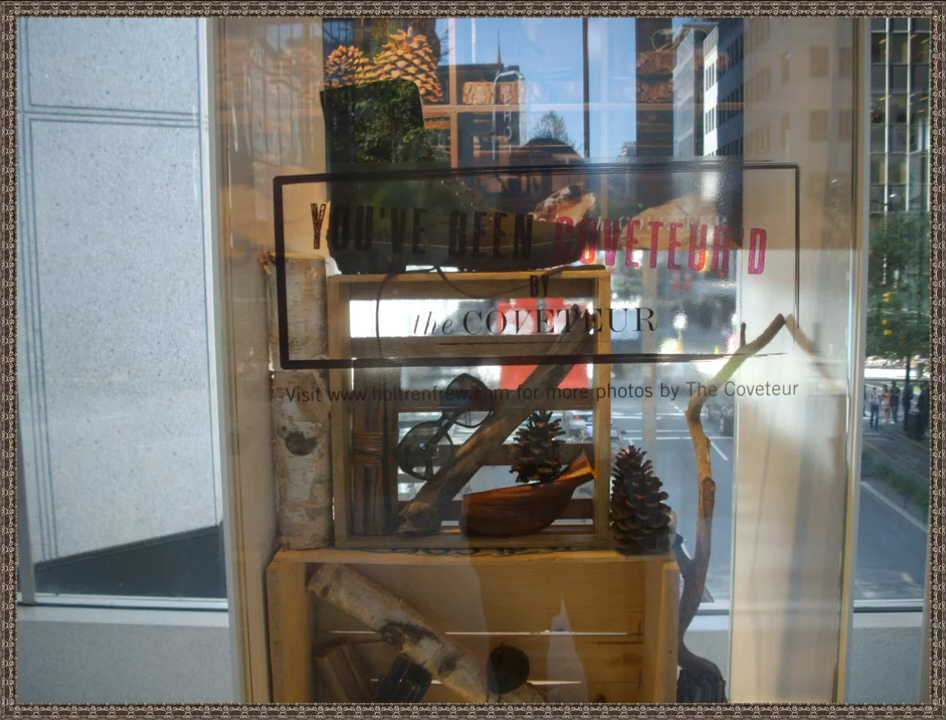 YOU'VE BEEN COVETEUR'D
BY
the COVETEUR
Visit www.holtrenfrew.com for more photos by The Coveteur